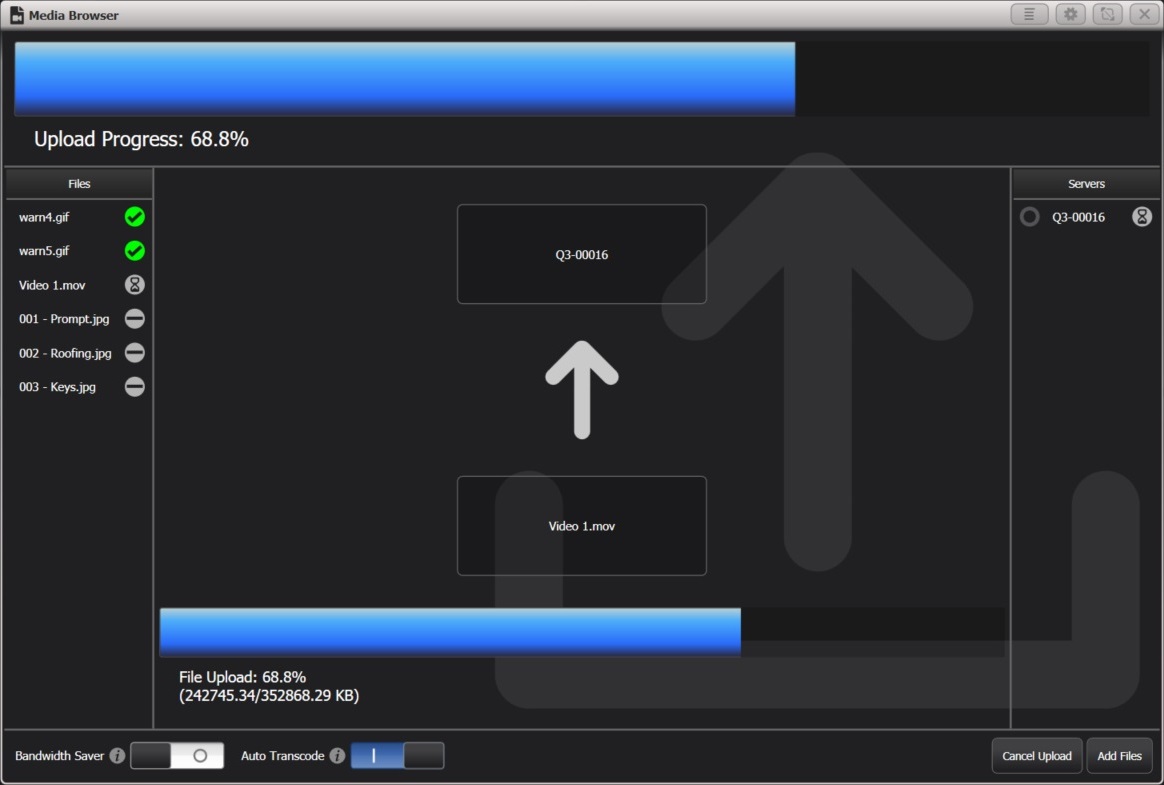 Media Browser
Upload Progress: 68.8%
Files
warn4.gif
warn5.gif
Video 1.mov
001 - Prompt.jpg
002 - Roofing.jpg
003 - Keys.jpg
Q3-00016
Video 1.mov
File Upload: 68.8%
(242745.34/352868.29 KB)
Servers
Q3-00016
Bandwidth Saver
Auto Transcode
Cancel Upload
Add Files